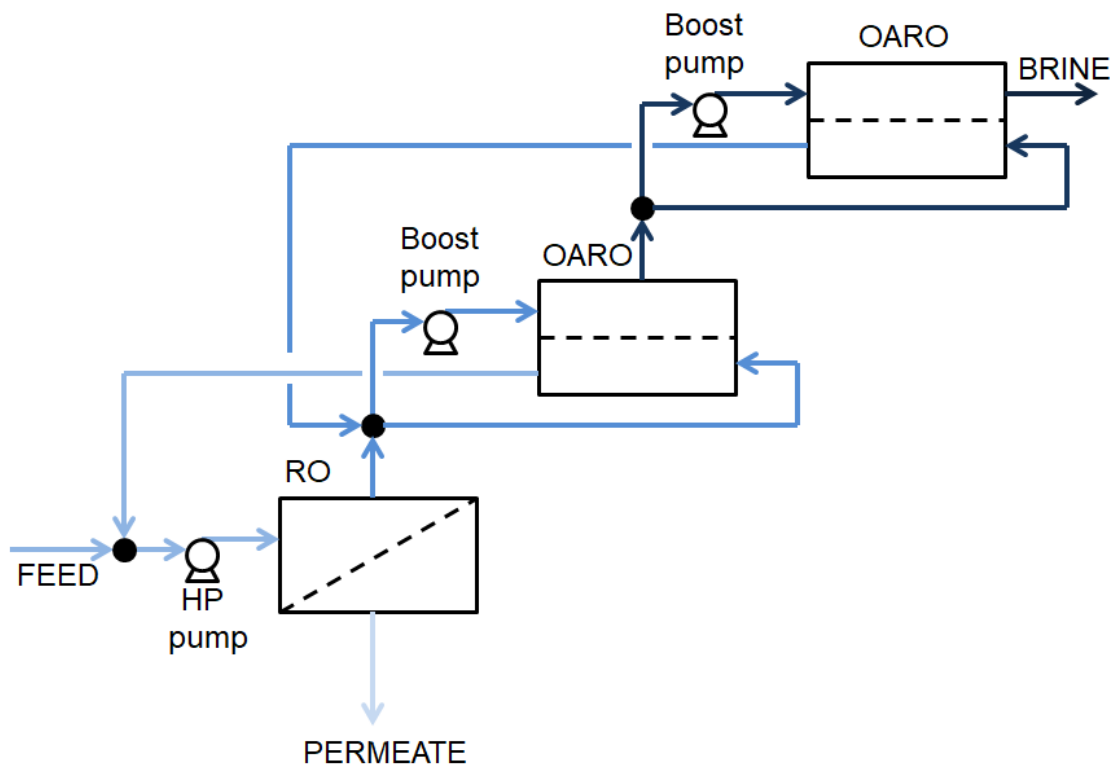 Boost
pump
OARO
BRINE
Boost
pump
OARO
RO
FEED
HP
pump
PERMEATE